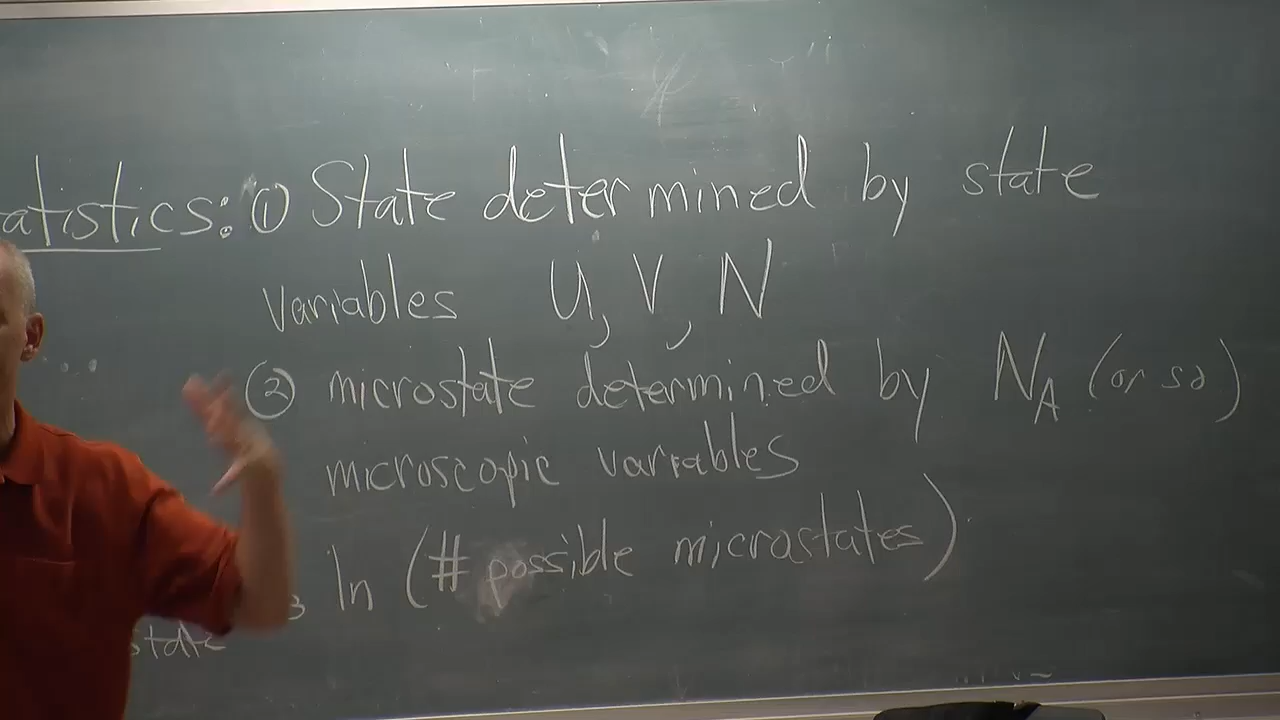 atistics: ① State determined by state
variables U, V, N
② microstate determined by N_A (or so)
microscopic variables
ln (# possible microstates)
state